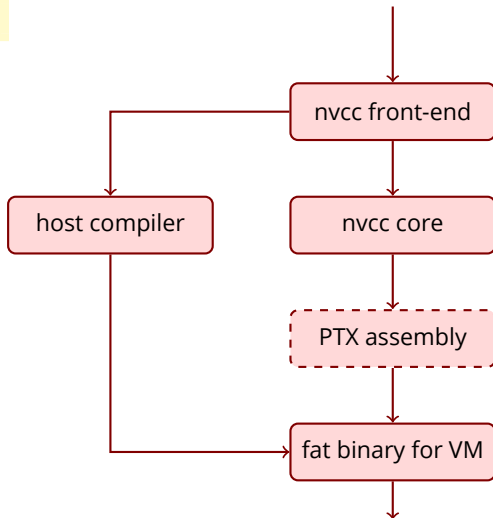 nvcc front-end
host compiler
nvcc core
PTX assembly
fat binary for VM